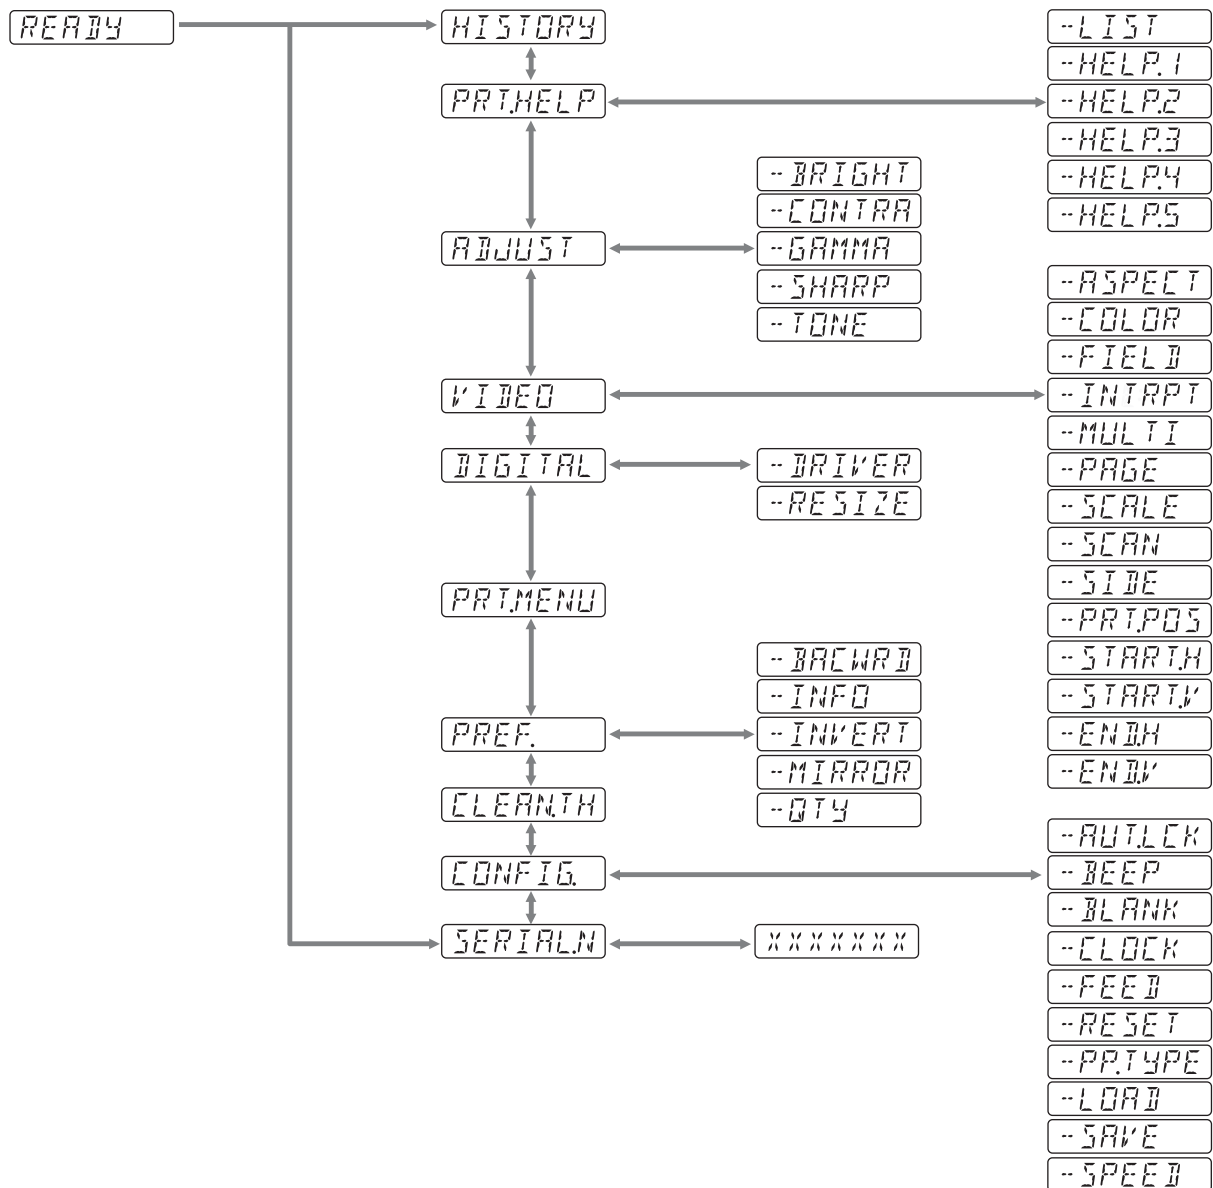 READY
HISTORY
PRT.HELP
ADJUST
VIDEO
DIGITAL
PRT.MENU
PREF.
CLEAN.TH
CONFIG.
SERIAL.N
--BRIGHT
--CONTRA
--GAMMA
--SHARP
--TONE
--DRIVER
--RESIZE
--BACWRD
--INFO
--INVERT
--MIRROR
--QTY
XXXXXXX
--LIST
--HELP.1
--HELP.2
--HELP.3
--HELP.4
--HELP.5
--ASPECT
--COLOR
--FIELD
--INTRPT
--MULTI
--PAGE
--SCALE
--SCAN
--SIDE
--PRT.POS
--START.H
--START.V
--END.H
--END.V
--AUT.LCK
--BEEP
--BLANK
--CLOCK
--FEED
--RESET
--PP.TYPE
--LOAD
--SAVE
--SPEED